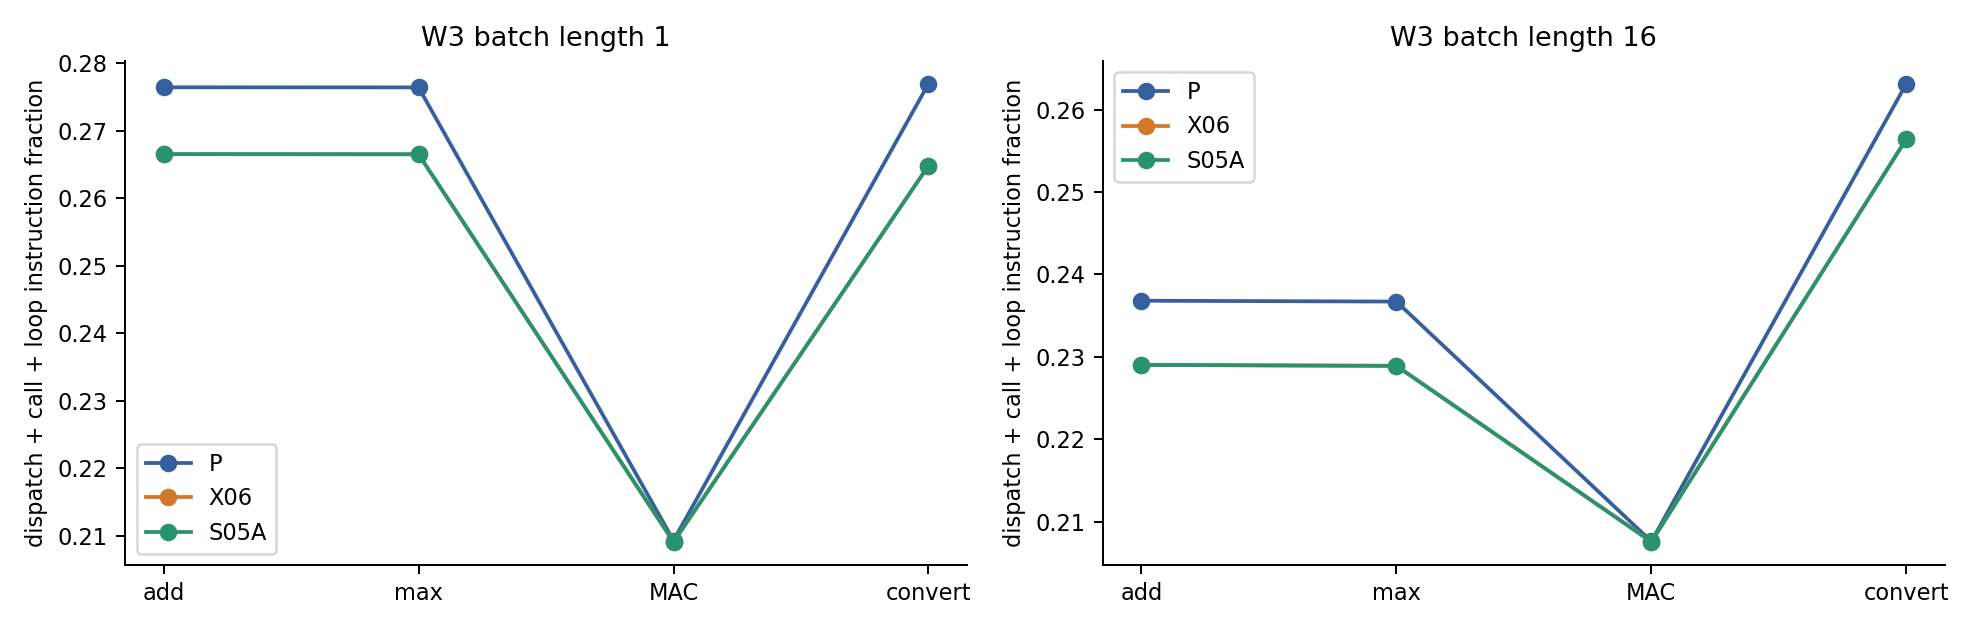 W3 batch length 1
dispatch + call + loop instruction fraction
0.28
0.27
0.26
0.25
0.24
0.23
0.22
0.21
P
X06
S05A
add max MAC convert
W3 batch length 16
dispatch + call + loop instruction fraction
0.26
0.25
0.24
0.23
0.22
0.21
P
X06
S05A
add max MAC convert